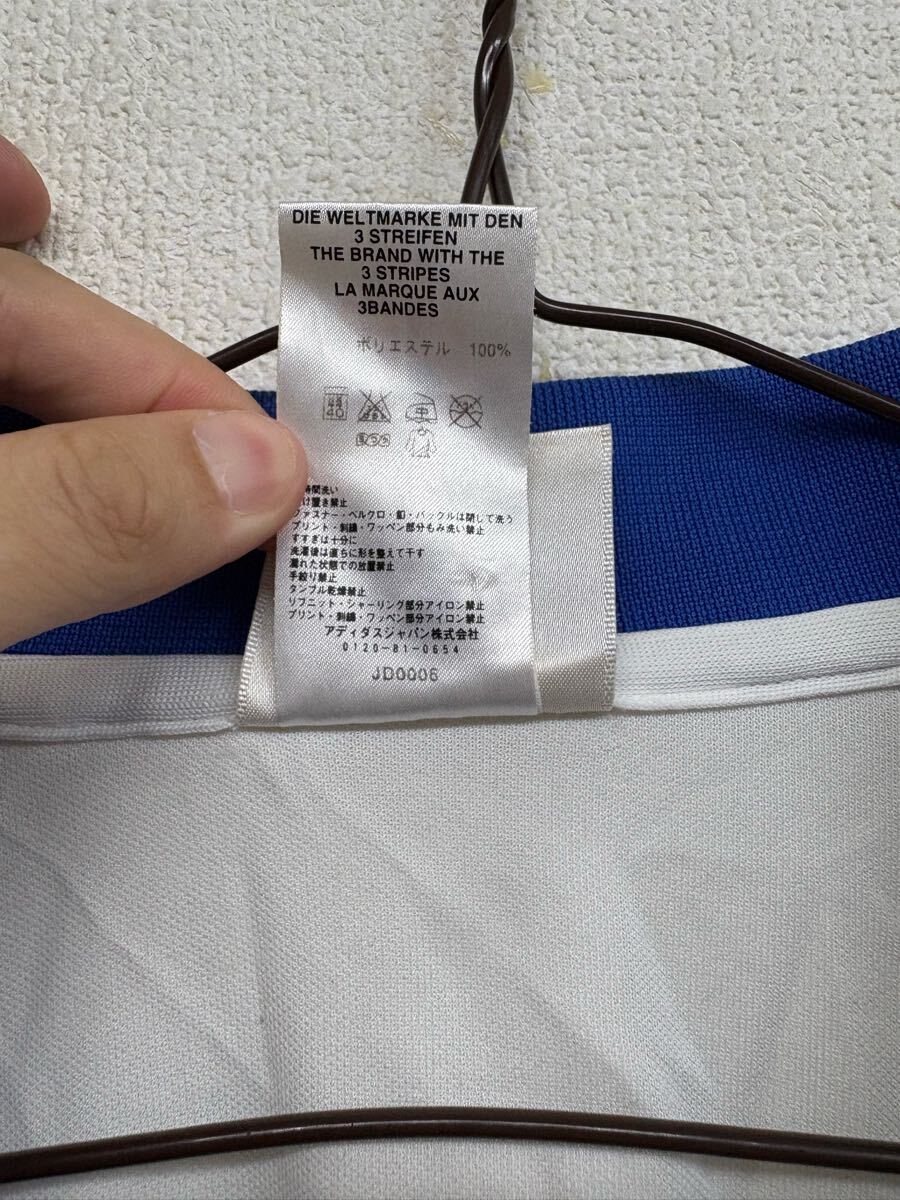 DIE WELTMARKE MIT DEN
3 STREIFEN
THE BRAND WITH THE
3 STRIPES
LA MARQUE AUX
3BANDES
ポリエステル 100%
40
時間洗い
け置き禁止
ファスナー・ベルクロ・釦・バックルは閉じて洗う
プリント・刺繍・ワッペン部分もみ洗い禁止
すすぎは十分に
洗濯後は直ちに形を整えて干す
濡れた状態での放置禁止
手絞り禁止
タンブル乾燥禁止
リブニット・シャーリング部分アイロン禁止
プリント・刺繍・ワッペン部分アイロン禁止
アディダスジャパン株式会社
0120-81-0654
JD0006